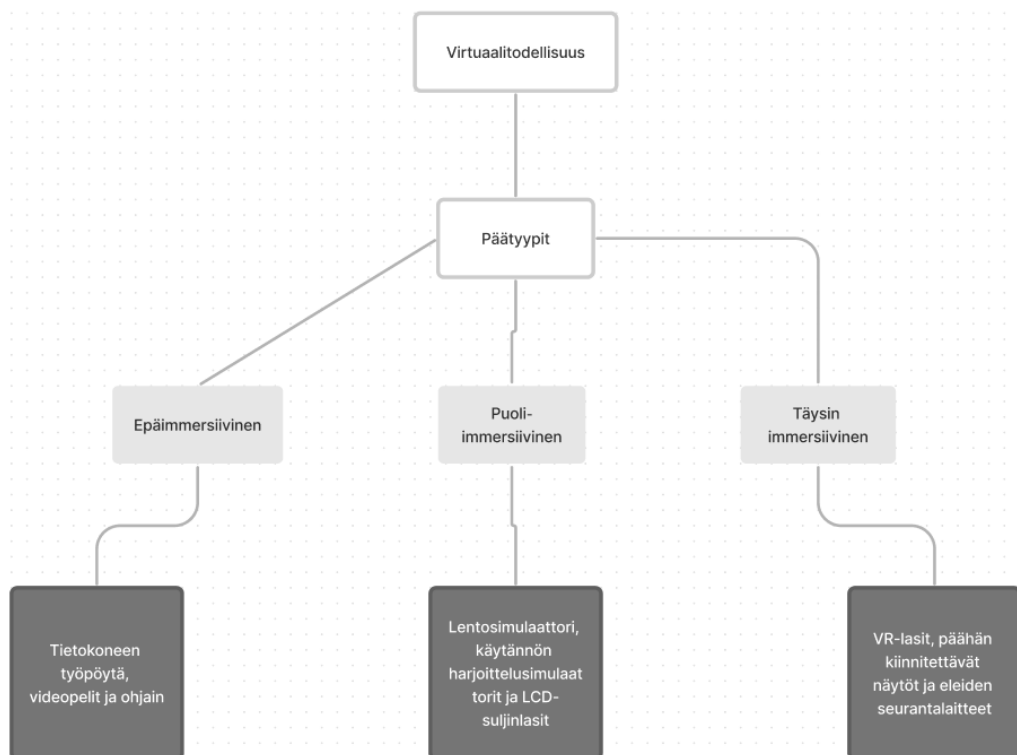 Virtuaalitodellisuus
Päätyypit
Epäimmersiivinen
Puoli-
immersiivinen
Täysin
immersiivinen
Tietokoneen
työpöytä,
videopelit ja ohjain
Lentosimulaattori,
käytännön
harjoittelusimulaat
torit ja LCD-
suljinlasit
VR-lasit, päähän
kiinnitettävät
näytöt ja eleiden
seurantalaitteet